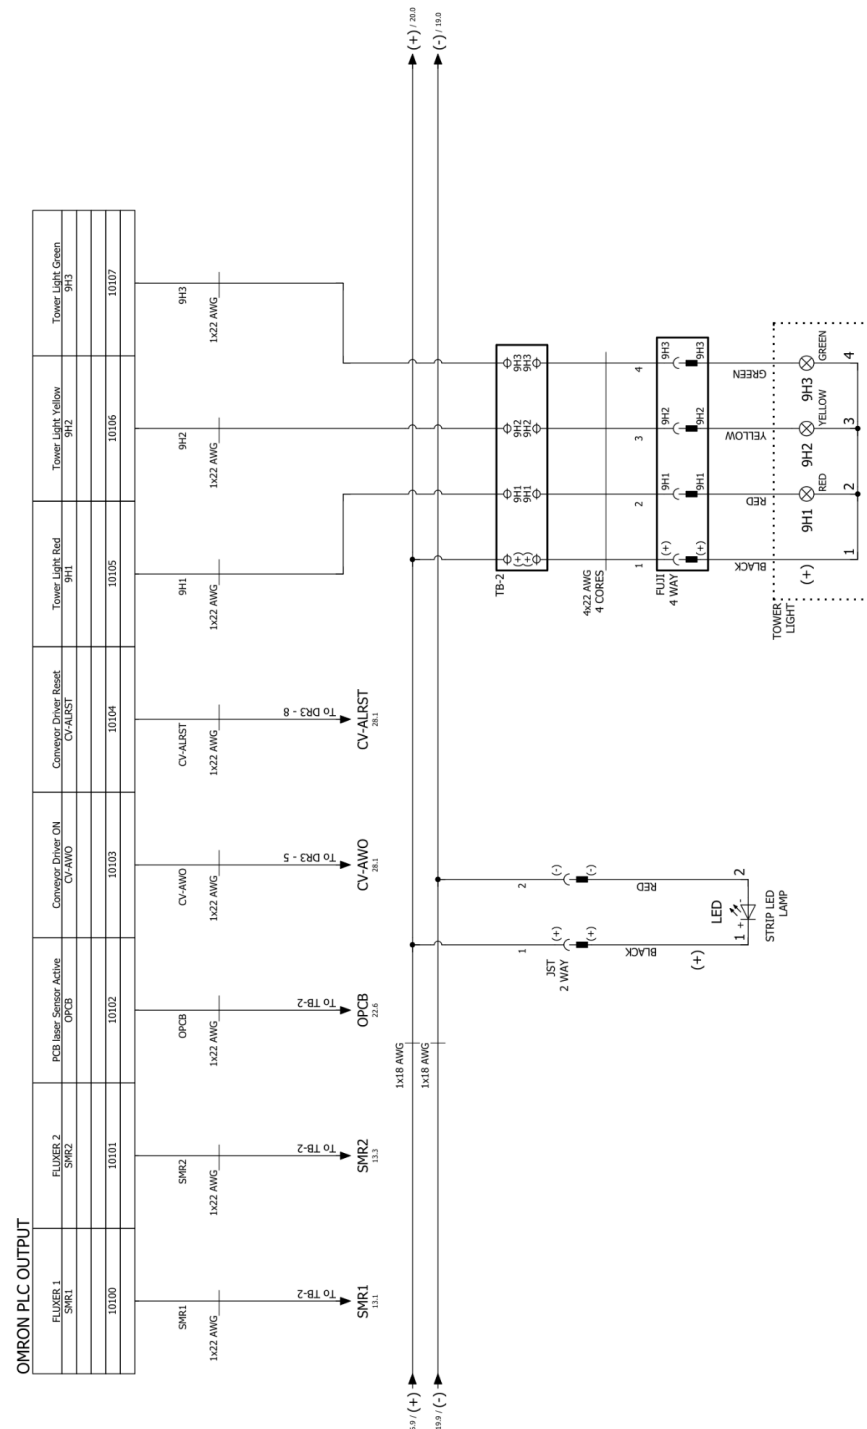 OMRON PLC OUTPUT
FLUXER 1
SMR1
10100
FLUXER 2
SMR2
10101
PCB laser Sensor Active
OPCB
10102
Conveyor Driver ON
CV-AWO
10103
Conveyor Driver Reset
CV-ALRST
10104
Tower Light Red
9H1
10105
Tower Light Yellow
9H2
10106
Tower Light Green
9H3
10107
SMR1
1x22 AWG
To TB-2
SMR1
13.1
SMR2
1x22 AWG
To TB-2
SMR2
13.3
OPCB
1x22 AWG
To TB-2
OPCB
22.6
CV-AWO
1x22 AWG
To DR3 - 5
CV-AWO
28.1
CV-ALRST
1x22 AWG
To DR3 - 8
CV-ALRST
28.1
9H1
1x22 AWG
9H2
1x22 AWG
9H3
1x22 AWG
(+)
19.9 / (-)
1x18 AWG
1x18 AWG
(+) / 20.0
(-) / 19.0
JST
2 WAY
1
2
(+)
(-)
(+)
(-)
BLACK
RED
(+)
LED
1
+
-
2
STRIP LED
LAMP
TB-2
(+)
(+)
9H1
9H1
9H2
9H2
9H3
9H3
4x22 AWG
4 CORES
1
2
3
4
FUJI
4 WAY
(+)
9H1
9H2
9H3
(+)
9H1
9H2
9H3
BLACK
RED
YELLOW
GREEN
TOWER
LIGHT
(+)
9H1
RED
9H2
YELLOW
9H3
GREEN
1
2
3
4